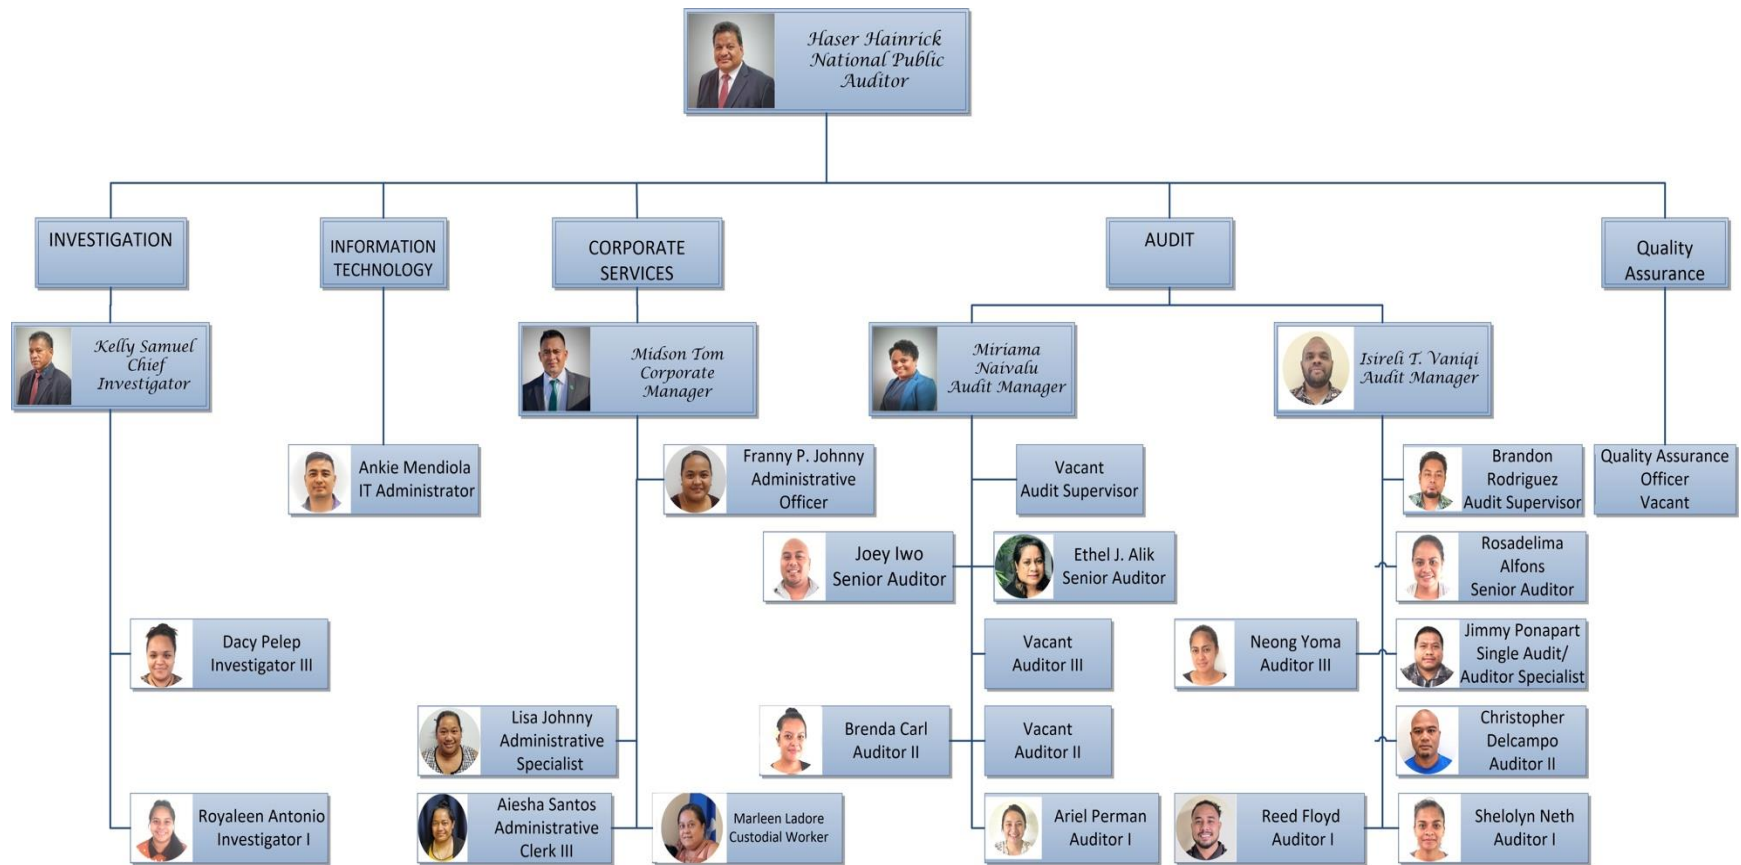 Haser Hainrick
National Public
Auditor
INVESTIGATION
INFORMATION
TECHNOLOGY
CORPORATE
SERVICES
AUDIT
Quality
Assurance
Kelly Samuel
Chief
Investigator
Midson Tom
Corporate
Manager
Miriama
Naivalu
Audit Manager
Isireli T. Vaniqi
Audit Manager
Ankie Mendiola
IT Administrator
Franny P. Johnny
Administrative
Officer
Vacant
Audit Supervisor
Brandon
Rodriguez
Audit Supervisor
Quality Assurance
Officer
Vacant
Joey Iwo
Senior Auditor
Ethel J. Alik
Senior Auditor
Rosadelima
Alfons
Senior Auditor
Dacy Pelep
Investigator III
Vacant
Auditor III
Neong Yoma
Auditor III
Jimmy Ponapart
Single Audit/
Auditor Specialist
Lisa Johnny
Administrative
Specialist
Brenda Carl
Auditor II
Vacant
Auditor II
Christopher
Delcampo
Auditor II
Royaleen Antonio
Investigator I
Aiesha Santos
Administrative
Clerk III
Marleen Ladore
Custodial Worker
Ariel Perman
Auditor I
Reed Floyd
Auditor I
Shelolyn Neth
Auditor I